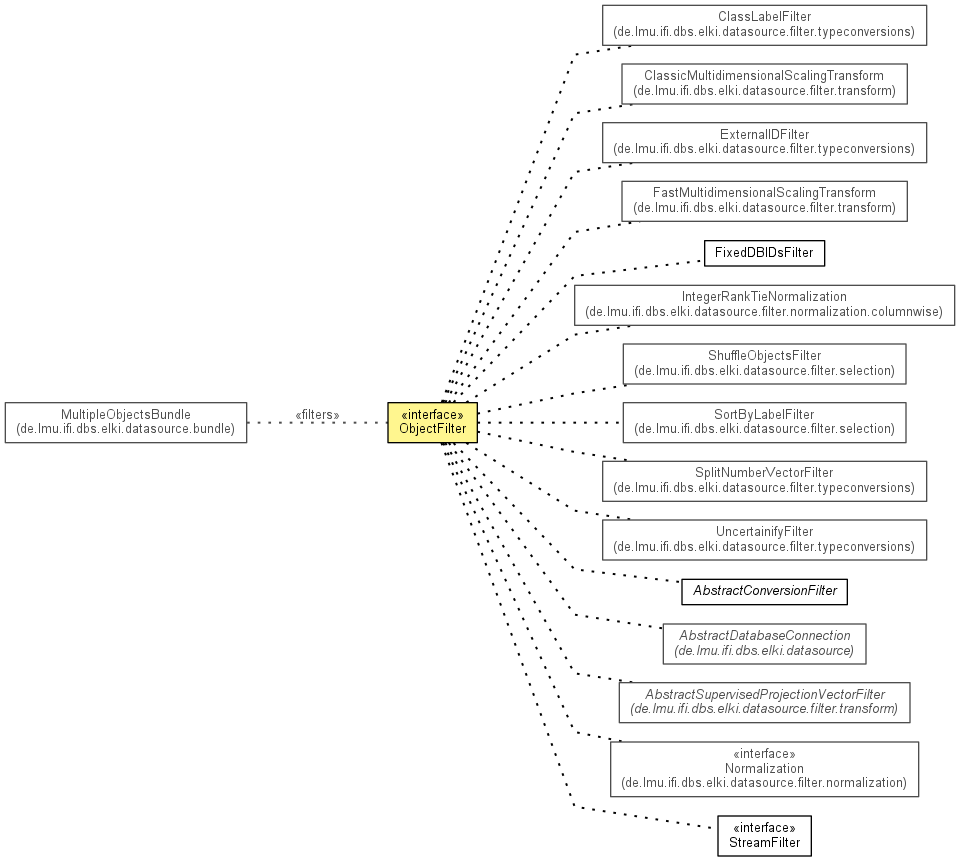 ClassLabelFilter
(de.lmu.ifi.dbs.elki.datasource.filter.typeconversions)
ClassicMultidimensionalScalingTransform
(de.lmu.ifi.dbs.elki.datasource.filter.transform)
ExternalIDFilter
(de.lmu.ifi.dbs.elki.datasource.filter.typeconversions)
FastMultidimensionalScalingTransform
(de.lmu.ifi.dbs.elki.datasource.filter.transform)
FixedDBIDsFilter
IntegerRankTieNormalization
(de.lmu.ifi.dbs.elki.datasource.filter.normalization.columnwise)
ShuffleObjectsFilter
(de.lmu.ifi.dbs.elki.datasource.filter.selection)
MultipleObjectsBundle
(de.lmu.ifi.dbs.elki.datasource.bundle)
«filters»
«interface»
ObjectFilter
SortByLabelFilter
(de.lmu.ifi.dbs.elki.datasource.filter.selection)
SplitNumberVectorFilter
(de.lmu.ifi.dbs.elki.datasource.filter.typeconversions)
UncertainifyFilter
(de.lmu.ifi.dbs.elki.datasource.filter.typeconversions)
AbstractConversionFilter
AbstractDatabaseConnection
(de.lmu.ifi.dbs.elki.datasource)
AbstractSupervisedProjectionVectorFilter
(de.lmu.ifi.dbs.elki.datasource.filter.transform)
«interface»
Normalization
(de.lmu.ifi.dbs.elki.datasource.filter.normalization)
«interface»
StreamFilter